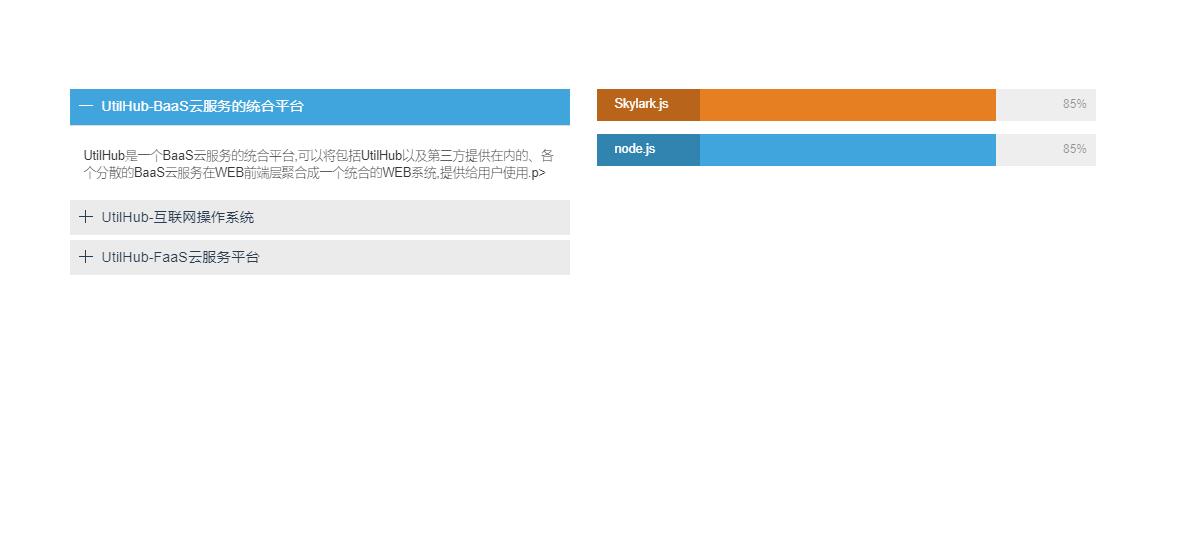 UtilHub-BaaS云服务的统合平台
UtilHub是一个BaaS云服务的统合平台,可以将包括UtilHub以及第三方提供在内的、各
个分散的BaaS云服务在WEB前端层聚合成一个统合的WEB系统,提供给用户使用.p>
UtilHub-互联网操作系统
UtilHub-FaaS云服务平台
Skylark.js 85%
node.js 85%